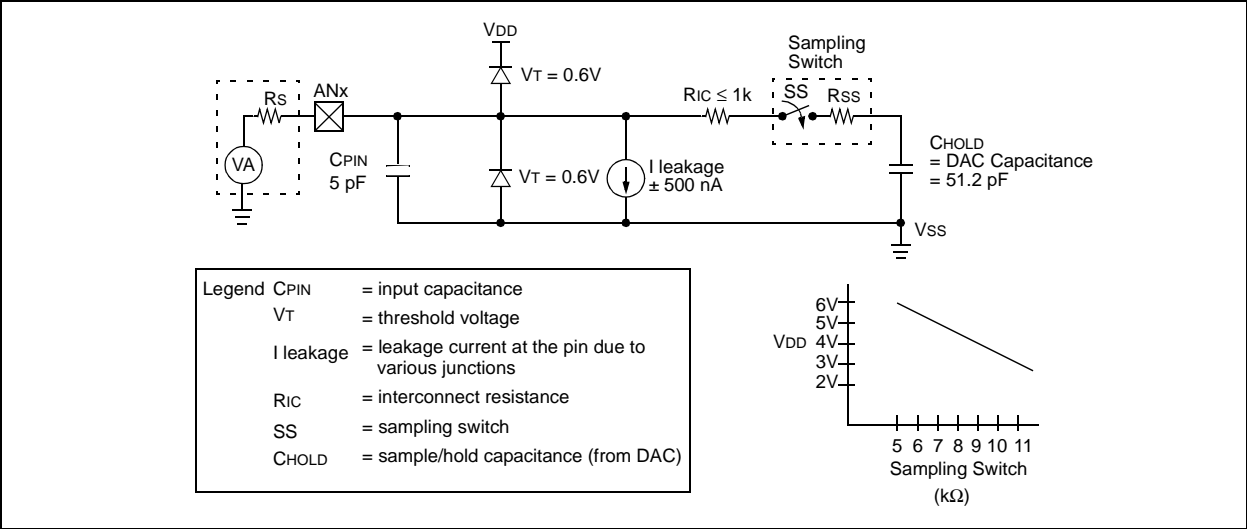 VDD
Sampling
Switch
VT = 0.6V
RS
ANx
RIC ≤ 1k
SS
RSS
VA
CPIN
5 pF
VT = 0.6V
I leakage
± 500 nA
CHOLD
= DAC Capacitance
= 51.2 pF
VSS
Legend CPIN = input capacitance
VT = threshold voltage
I leakage = leakage current at the pin due to
various junctions
RIC = interconnect resistance
SS = sampling switch
CHOLD = sample/hold capacitance (from DAC)
6V
5V
VDD 4V
3V
2V
5 6 7 8 9 10 11
Sampling Switch
(kΩ)